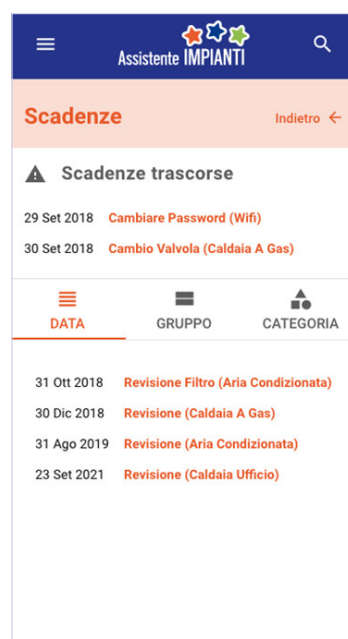 Assistente IMPIANTI
Scadenze
Indietro ←
Scadenze trascorse
29 Set 2018 Cambiare Password (Wifi)
30 Set 2018 Cambio Valvola (Caldaia A Gas)
DATA GRUPPO CATEGORIA
31 Ott 2018 Revisione Filtro (Aria Condizionata)
30 Dic 2018 Revisione (Caldaia A Gas)
31 Ago 2019 Revisione (Aria Condizionata)
23 Set 2021 Revisione (Caldaia Ufficio)